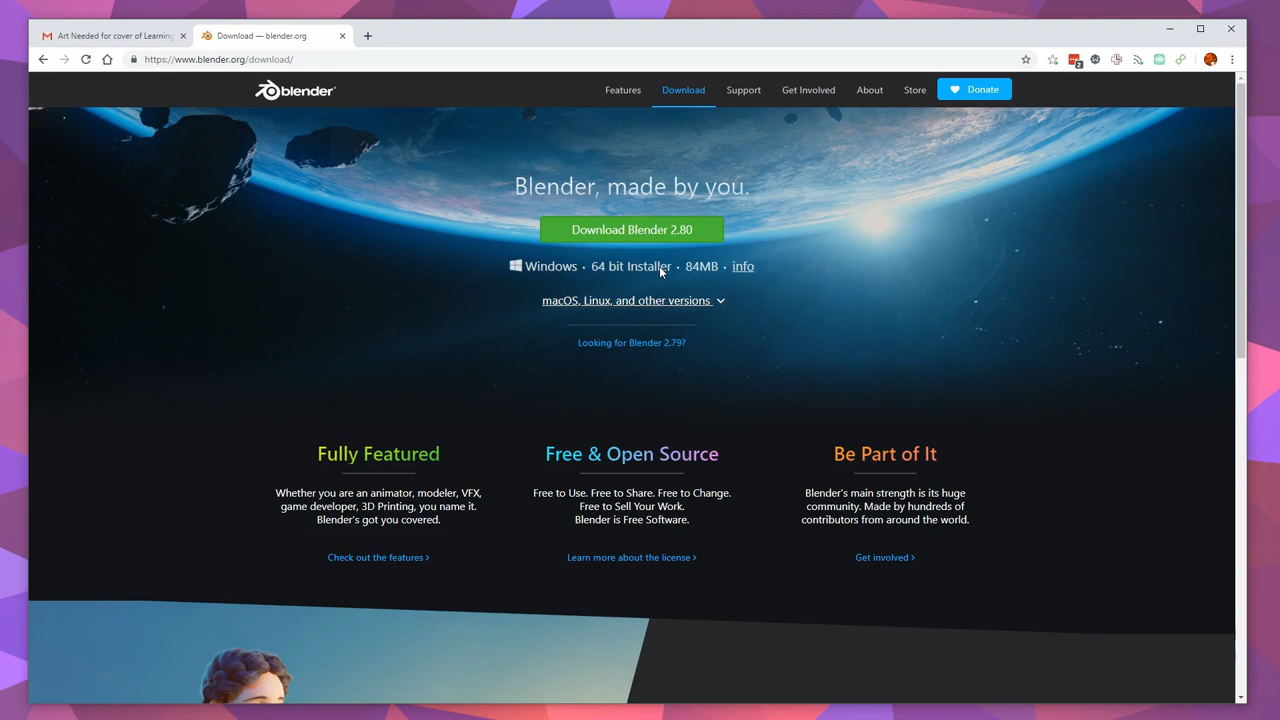 Art Needed for cover of Learning
Download — blender.org
https://www.blender.org/download/
2
blender
Features
Download
Support
Get Involved
About
Store
Donate
Blender, made by you.
Download Blender 2.80
Windows · 64 bit Installer · 84MB · info
macOS, Linux, and other versions
Looking for Blender 2.79?
Fully Featured
Whether you are an animator, modeler, VFX,
game developer, 3D Printing, you name it.
Blender's got you covered.
Check out the features ›
Free & Open Source
Free to Use. Free to Share. Free to Change.
Free to Sell Your Work.
Blender is Free Software.
Learn more about the license ›
Be Part of It
Blender's main strength is its huge
community. Made by hundreds of
contributors from around the world.
Get involved ›